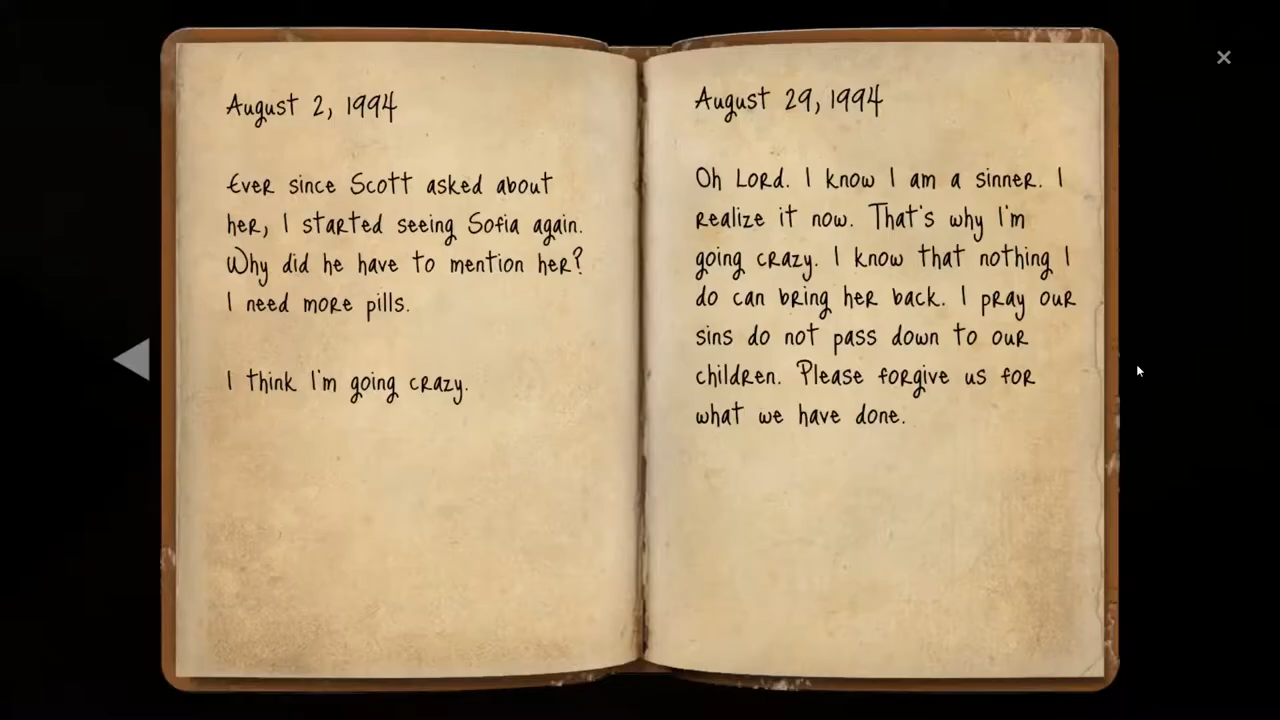 August 2, 1994
Ever since Scott asked about
her, I started seeing Sofia again.
Why did he have to mention her?
I need more pills.
I think I'm going crazy.
August 29, 1994
Oh Lord. I know I am a sinner. I
realize it now. That's why I'm
going crazy. I know that nothing I
do can bring her back. I pray our
sins do not pass down to our
children. Please forgive us for
what we have done.